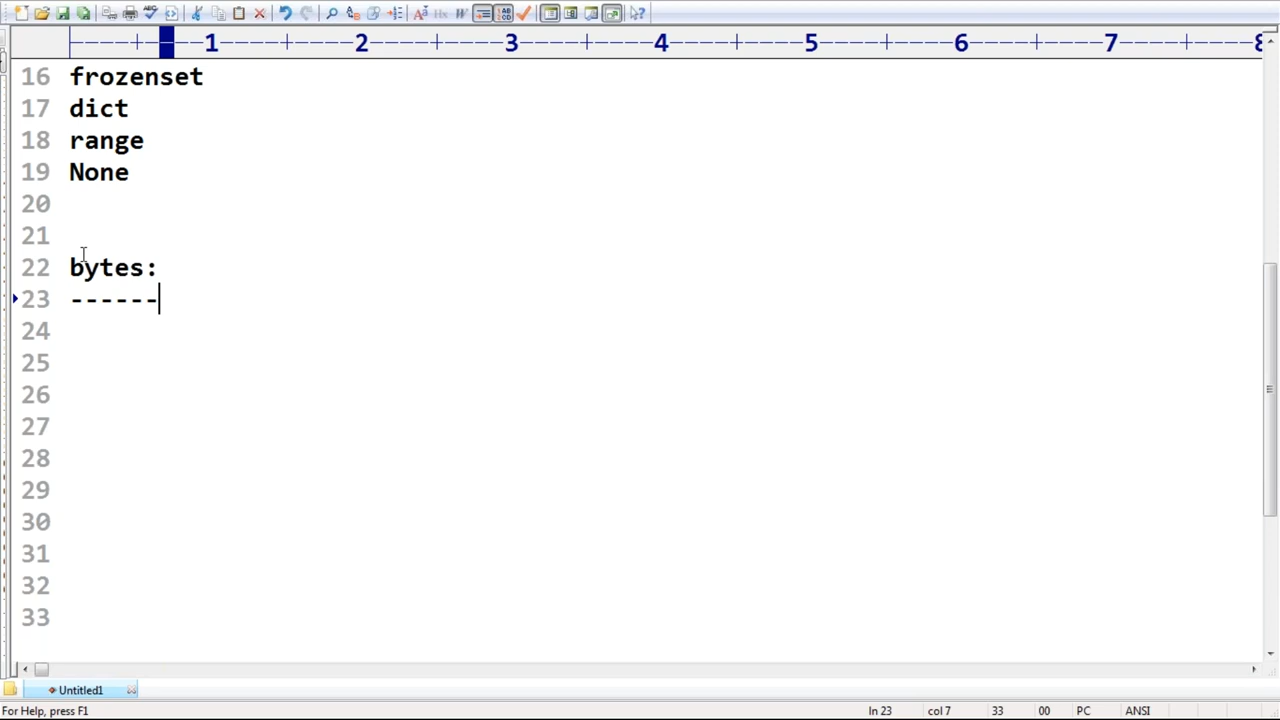 1 2 3 4 5 6 7 8
16 frozenset
17 dict
18 range
19 None
20
21
22 bytes:
23 ------
24
25
26
27
28
29
30
31
32
33
Untitled1
For Help, press F1 ln 23 col 7 33 00 PC ANSI